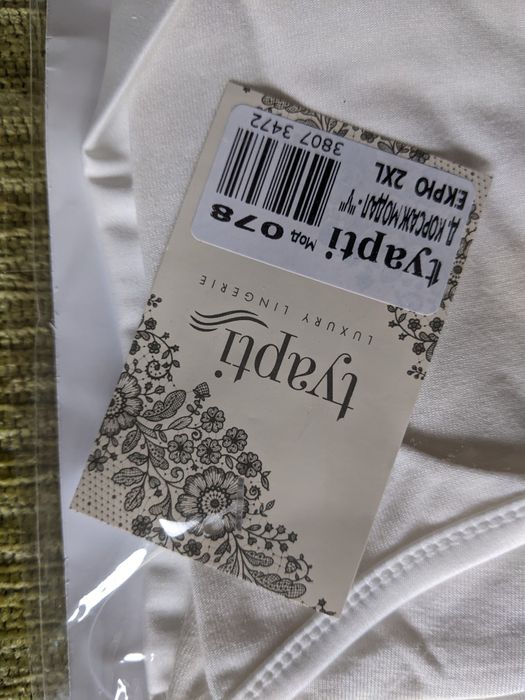 tyapti Мод 078
Д. КОРСАЖ МОДАЛ - "V"
ЕКРЮ 2XL
3807 3472
tyapti
LUXURY LINGERIE